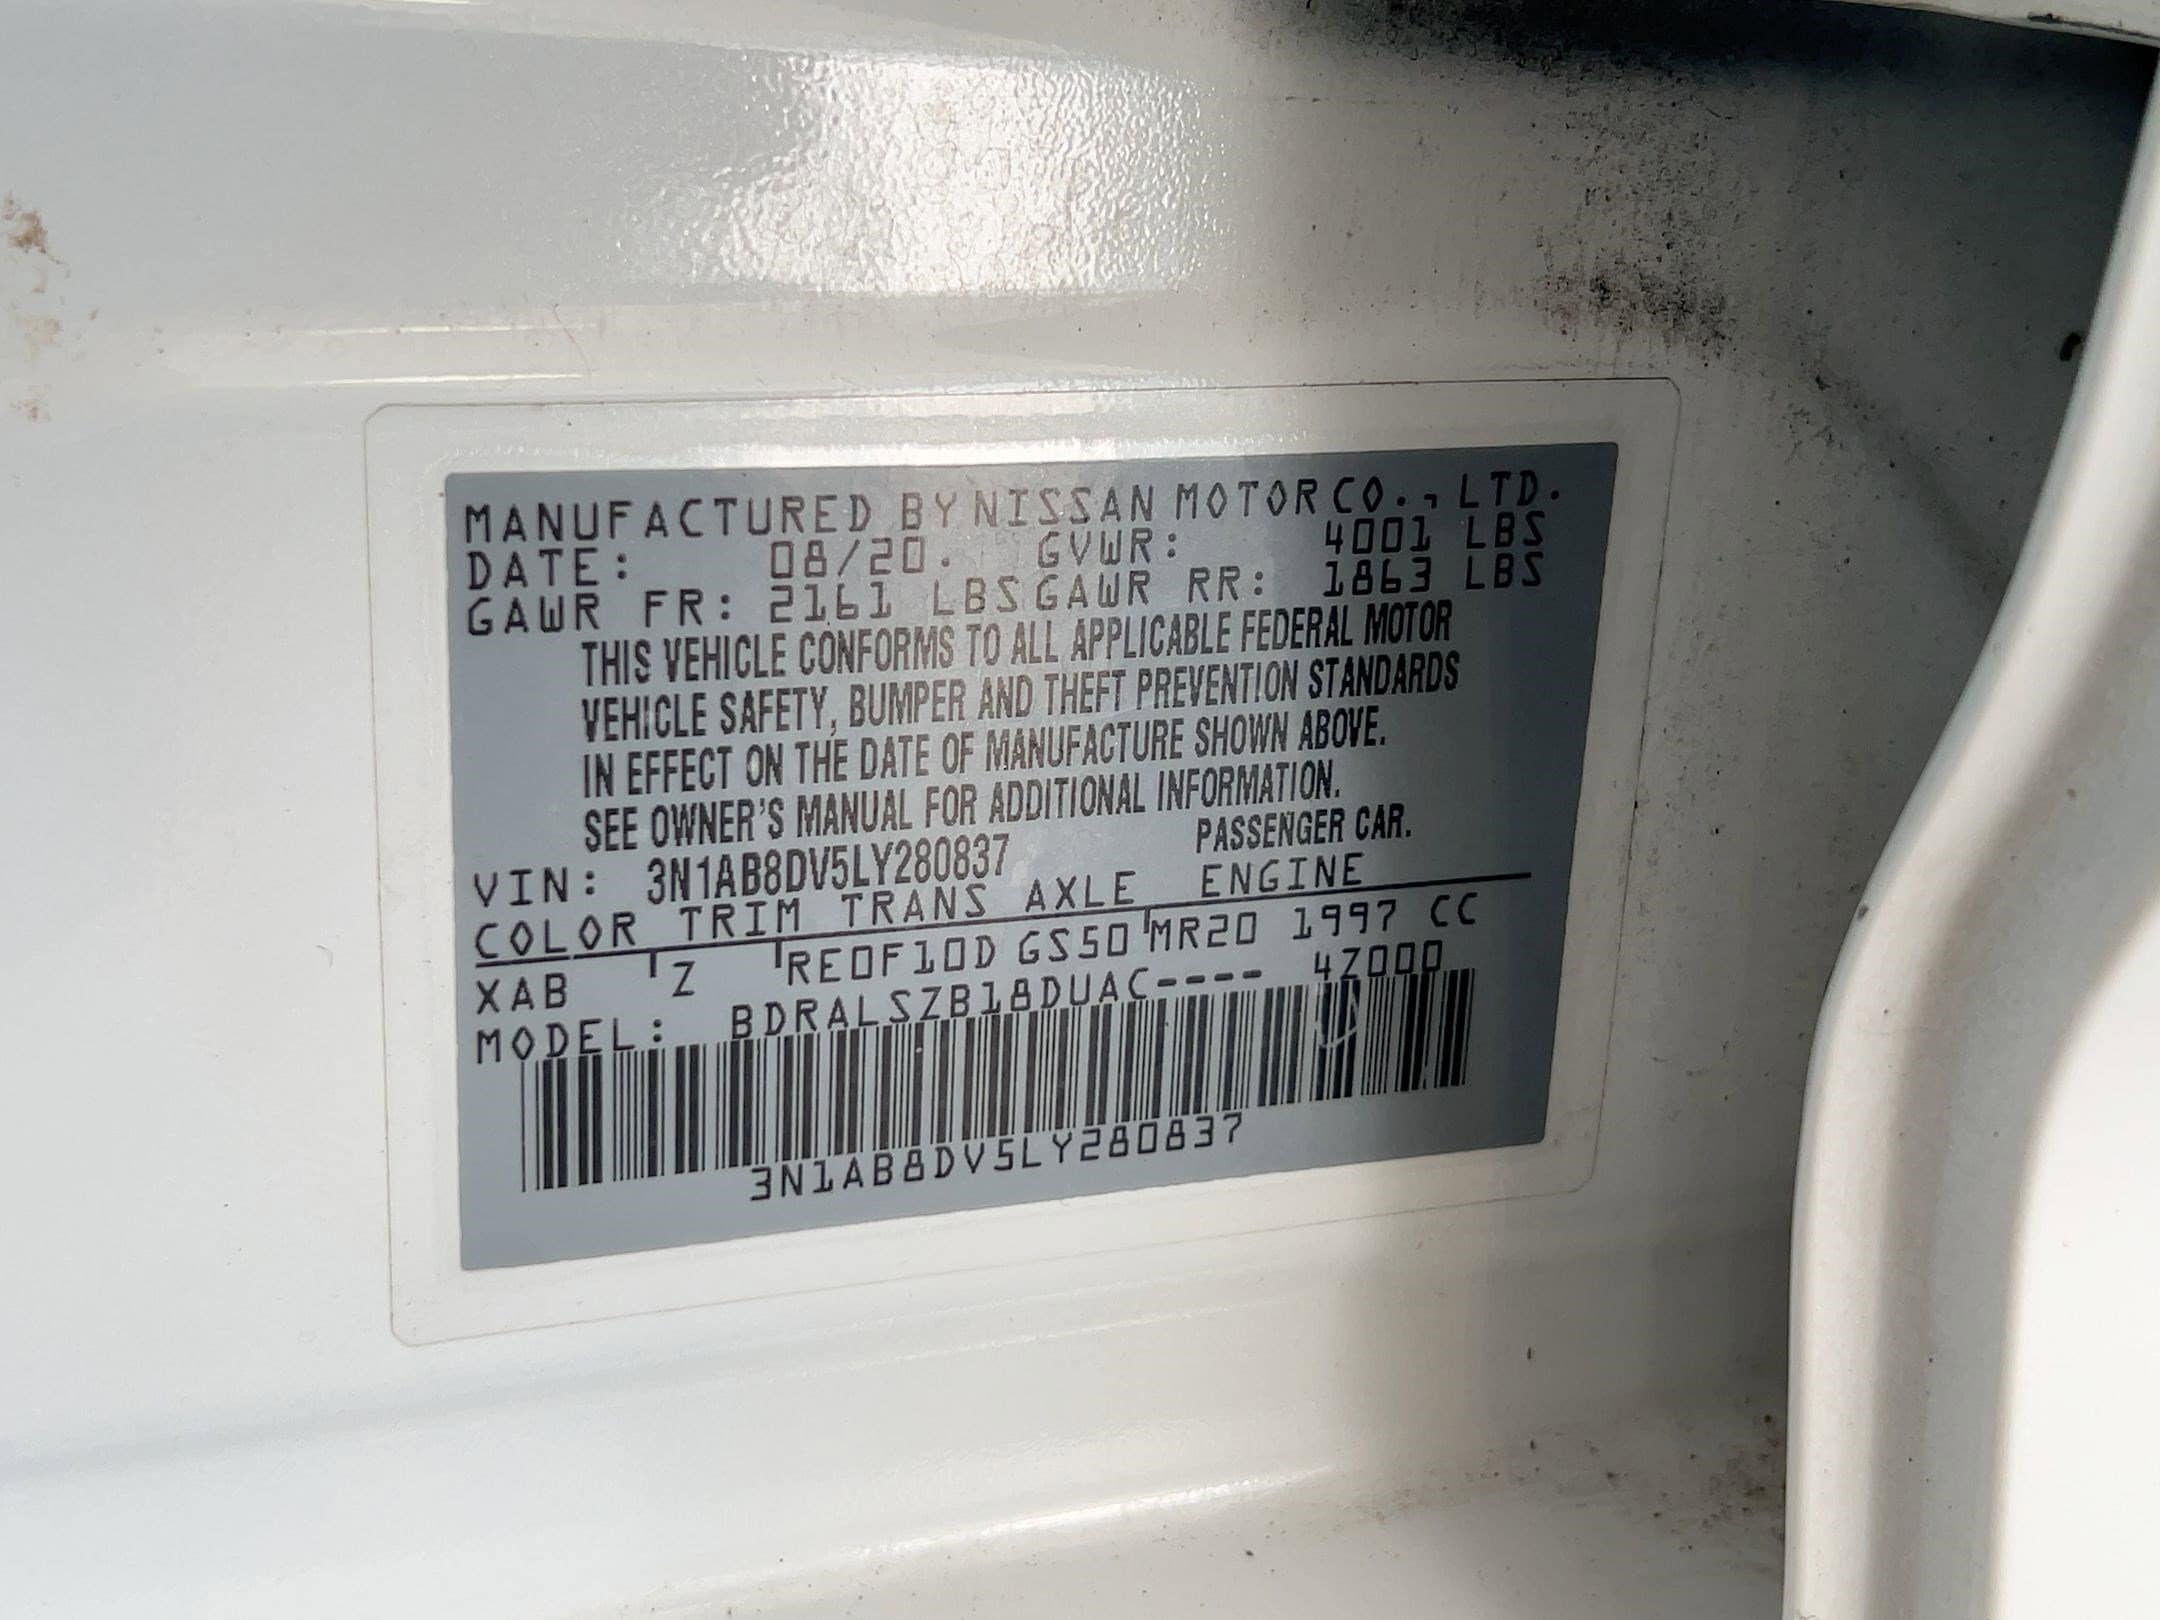 MANUFACTURED BY NISSAN MOTOR CO., LTD.
DATE: 08/20. GVWR: 4001 LBS
GAWR FR: 2161 LBS GAWR RR: 1863 LBS
THIS VEHICLE CONFORMS TO ALL APPLICABLE FEDERAL MOTOR
VEHICLE SAFETY, BUMPER AND THEFT PREVENTION STANDARDS
IN EFFECT ON THE DATE OF MANUFACTURE SHOWN ABOVE.
SEE OWNER'S MANUAL FOR ADDITIONAL INFORMATION.
VIN: 3N1AB8DV5LY280837 PASSENGER CAR.
COLOR TRIM TRANS AXLE ENGINE
XAB Z RE0F10D GS50 MR20 1997 CC
MODEL: BDRALSZB18DUAC---- 4Z000
3N1AB8DV5LY280837